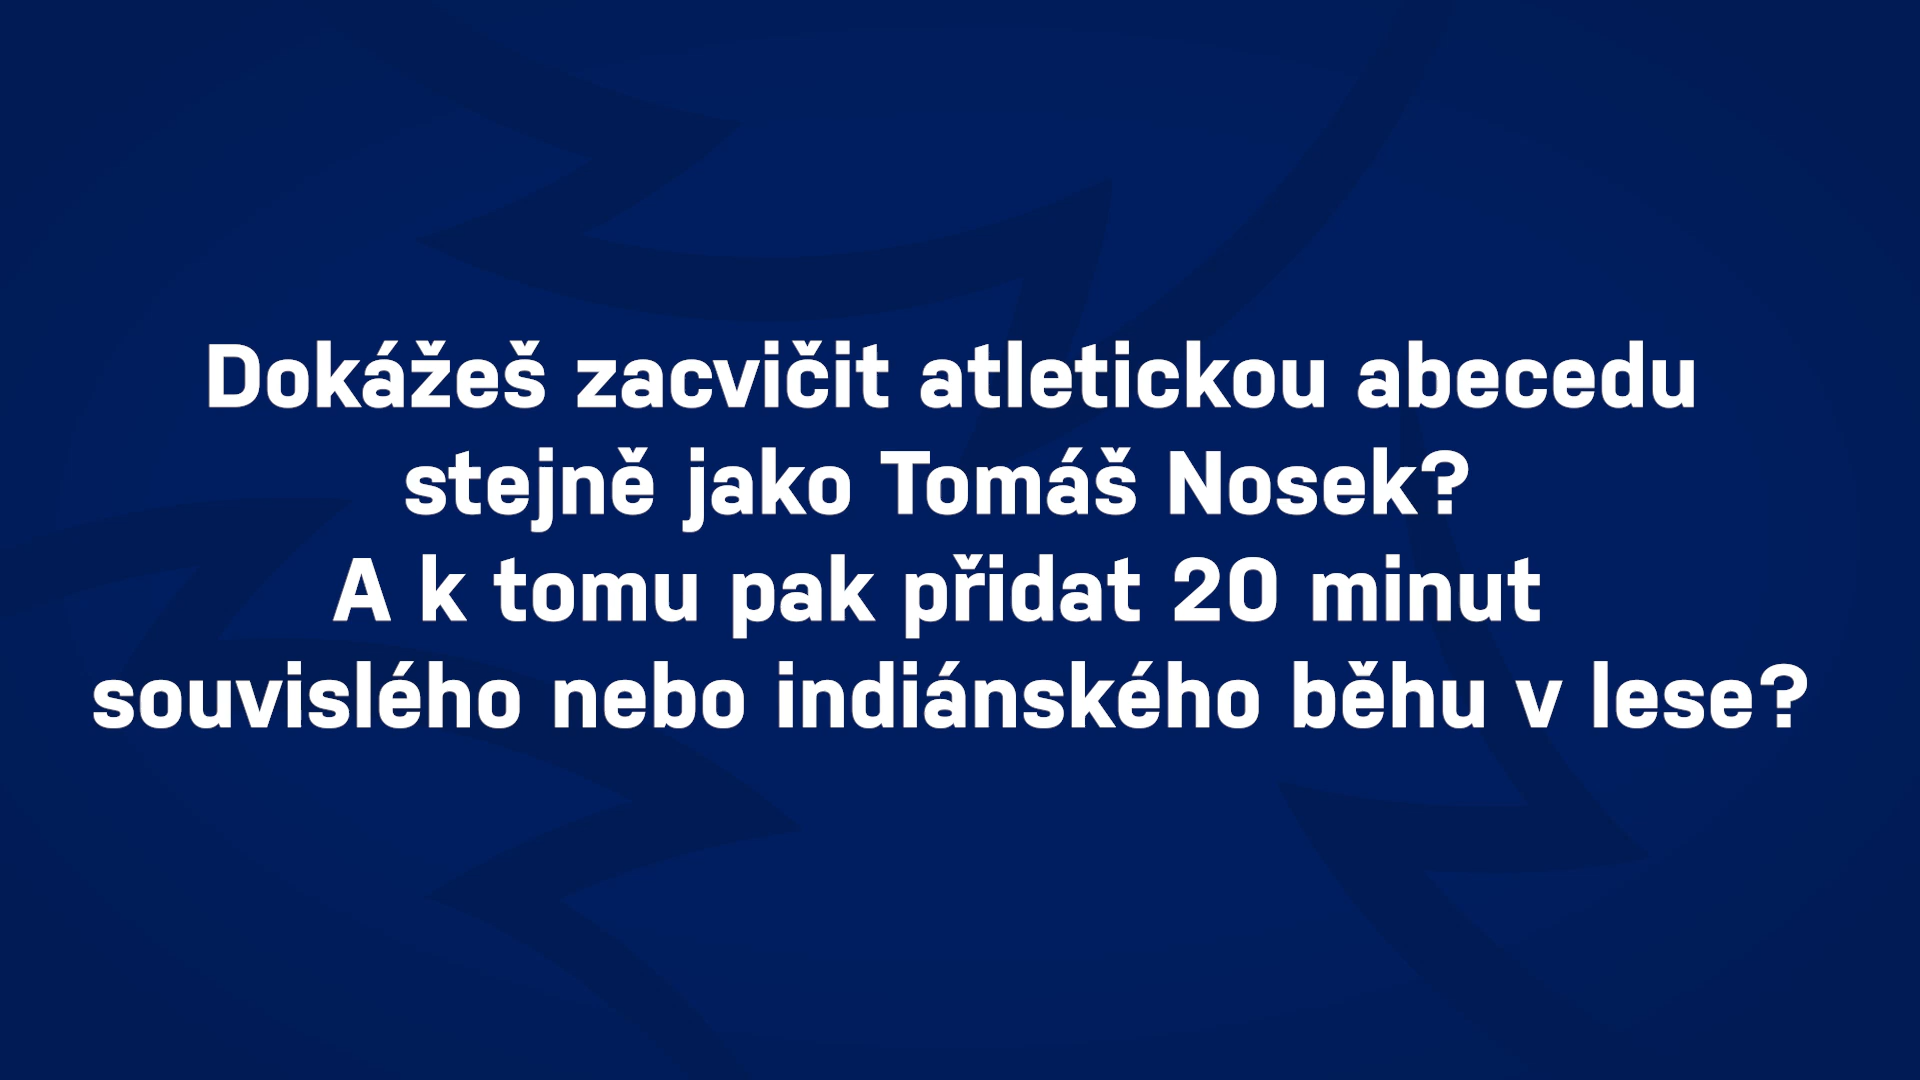 Dokážeš zacvičit atletickou abecedu
stejně jako Tomáš Nosek?
A k tomu pak přidat 20 minut
souvislého nebo indiánského běhu v lese?